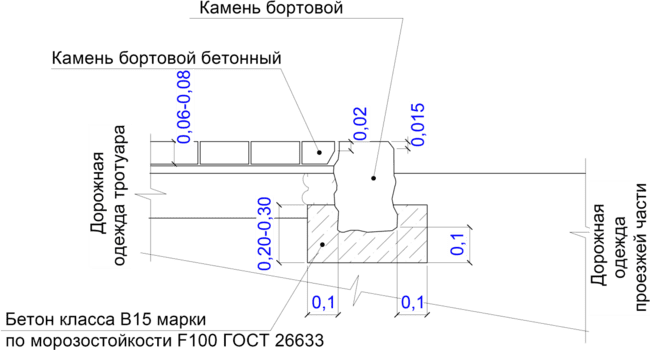 Камень бортовой
Камень бортовой бетонный
0,06-0,08
0,02
0,015
Дорожная
одежда тротуара
0,20-0,30
0,1
0,1
0,1
Дорожная
одежда
проезжей части
Бетон класса В15 марки
по морозостойкости F100 ГОСТ 26633